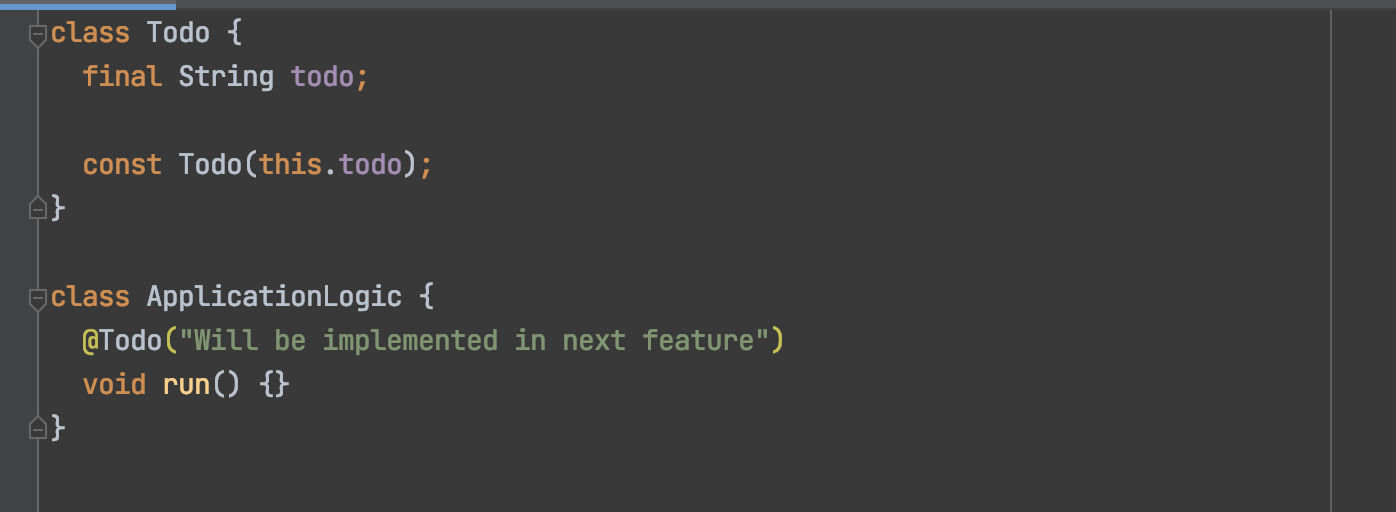 class Todo {
  final String todo;

  const Todo(this.todo);
}

class ApplicationLogic {
  @Todo("Will be implemented in next feature")
  void run() {}
}